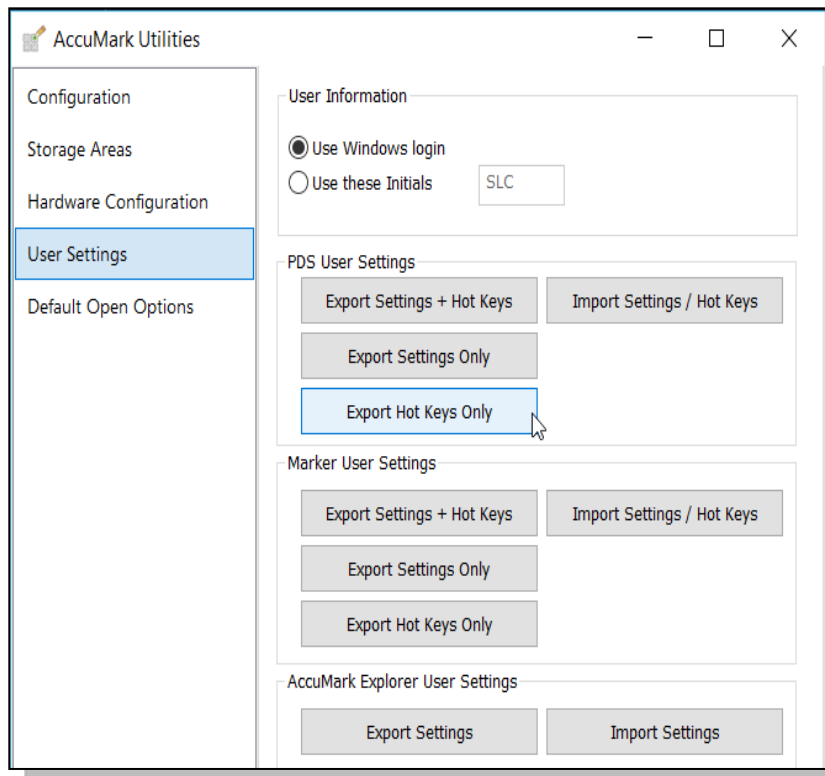 AccuMark Utilities
Configuration
Storage Areas
Hardware Configuration
User Settings
Default Open Options
User Information
Use Windows login
Use these Initials SLC
PDS User Settings
Export Settings + Hot Keys Import Settings / Hot Keys
Export Settings Only
Export Hot Keys Only
Marker User Settings
Export Settings + Hot Keys Import Settings / Hot Keys
Export Settings Only
Export Hot Keys Only
AccuMark Explorer User Settings
Export Settings Import Settings